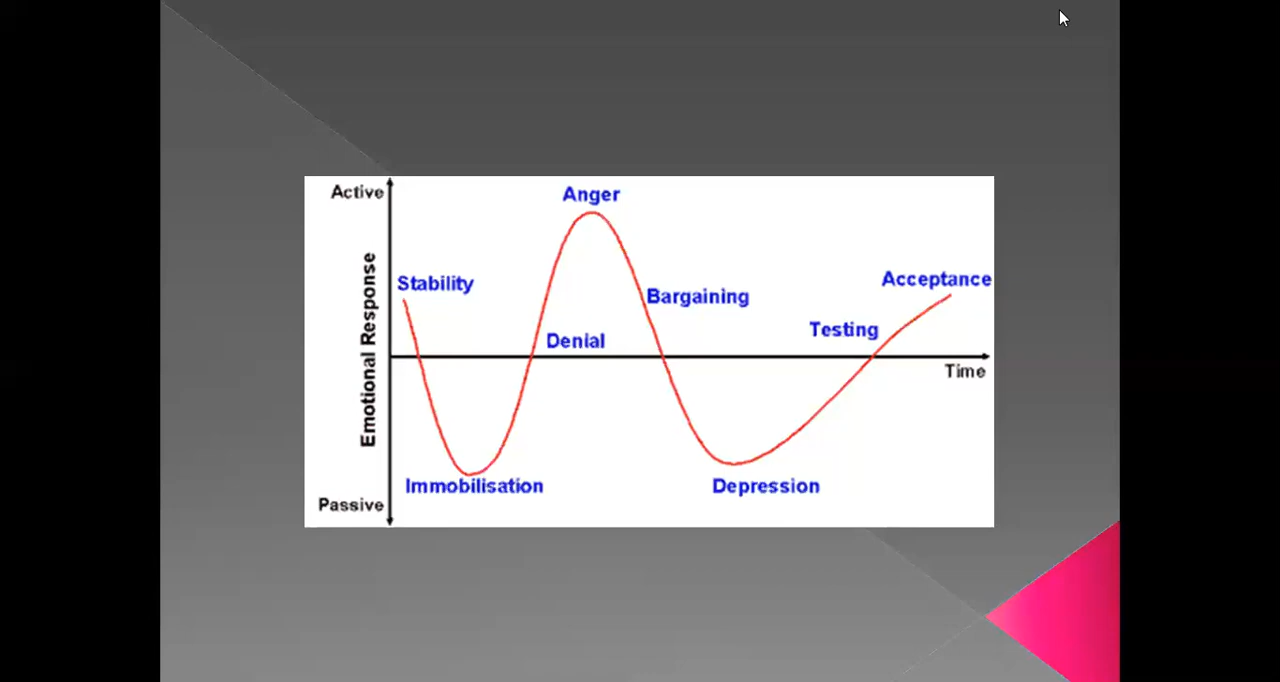 Active
Anger
Stability
Acceptance
Bargaining
Testing
Denial
Emotional Response
Time
Immobilisation
Depression
Passive